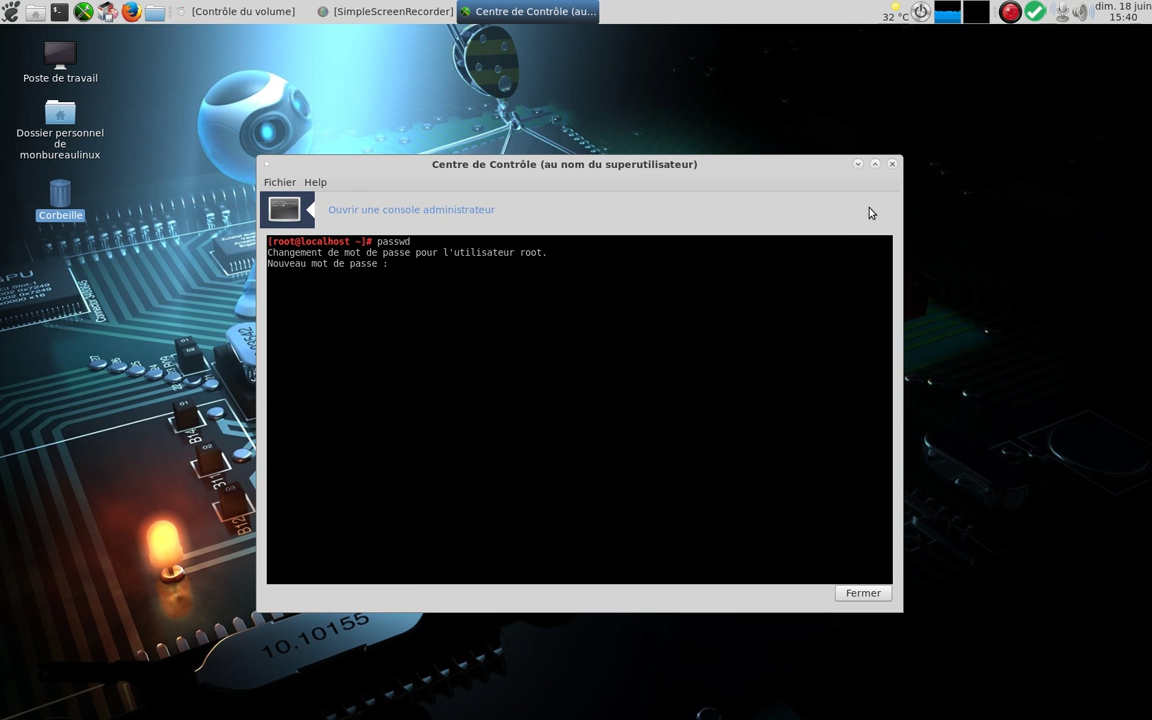 [Contrôle du volume]
[SimpleScreenRecorder]
Centre de Contrôle (au...
32 °C
dim. 18 juin
15:40
Poste de travail
Dossier personnel
de
monbureaulinux
Corbeille
Centre de Contrôle (au nom du superutilisateur)
Fichier Help
Ouvrir une console administrateur
[root@localhost ~]# passwd
Changement de mot de passe pour l'utilisateur root.
Nouveau mot de passe :
Fermer
10.10155